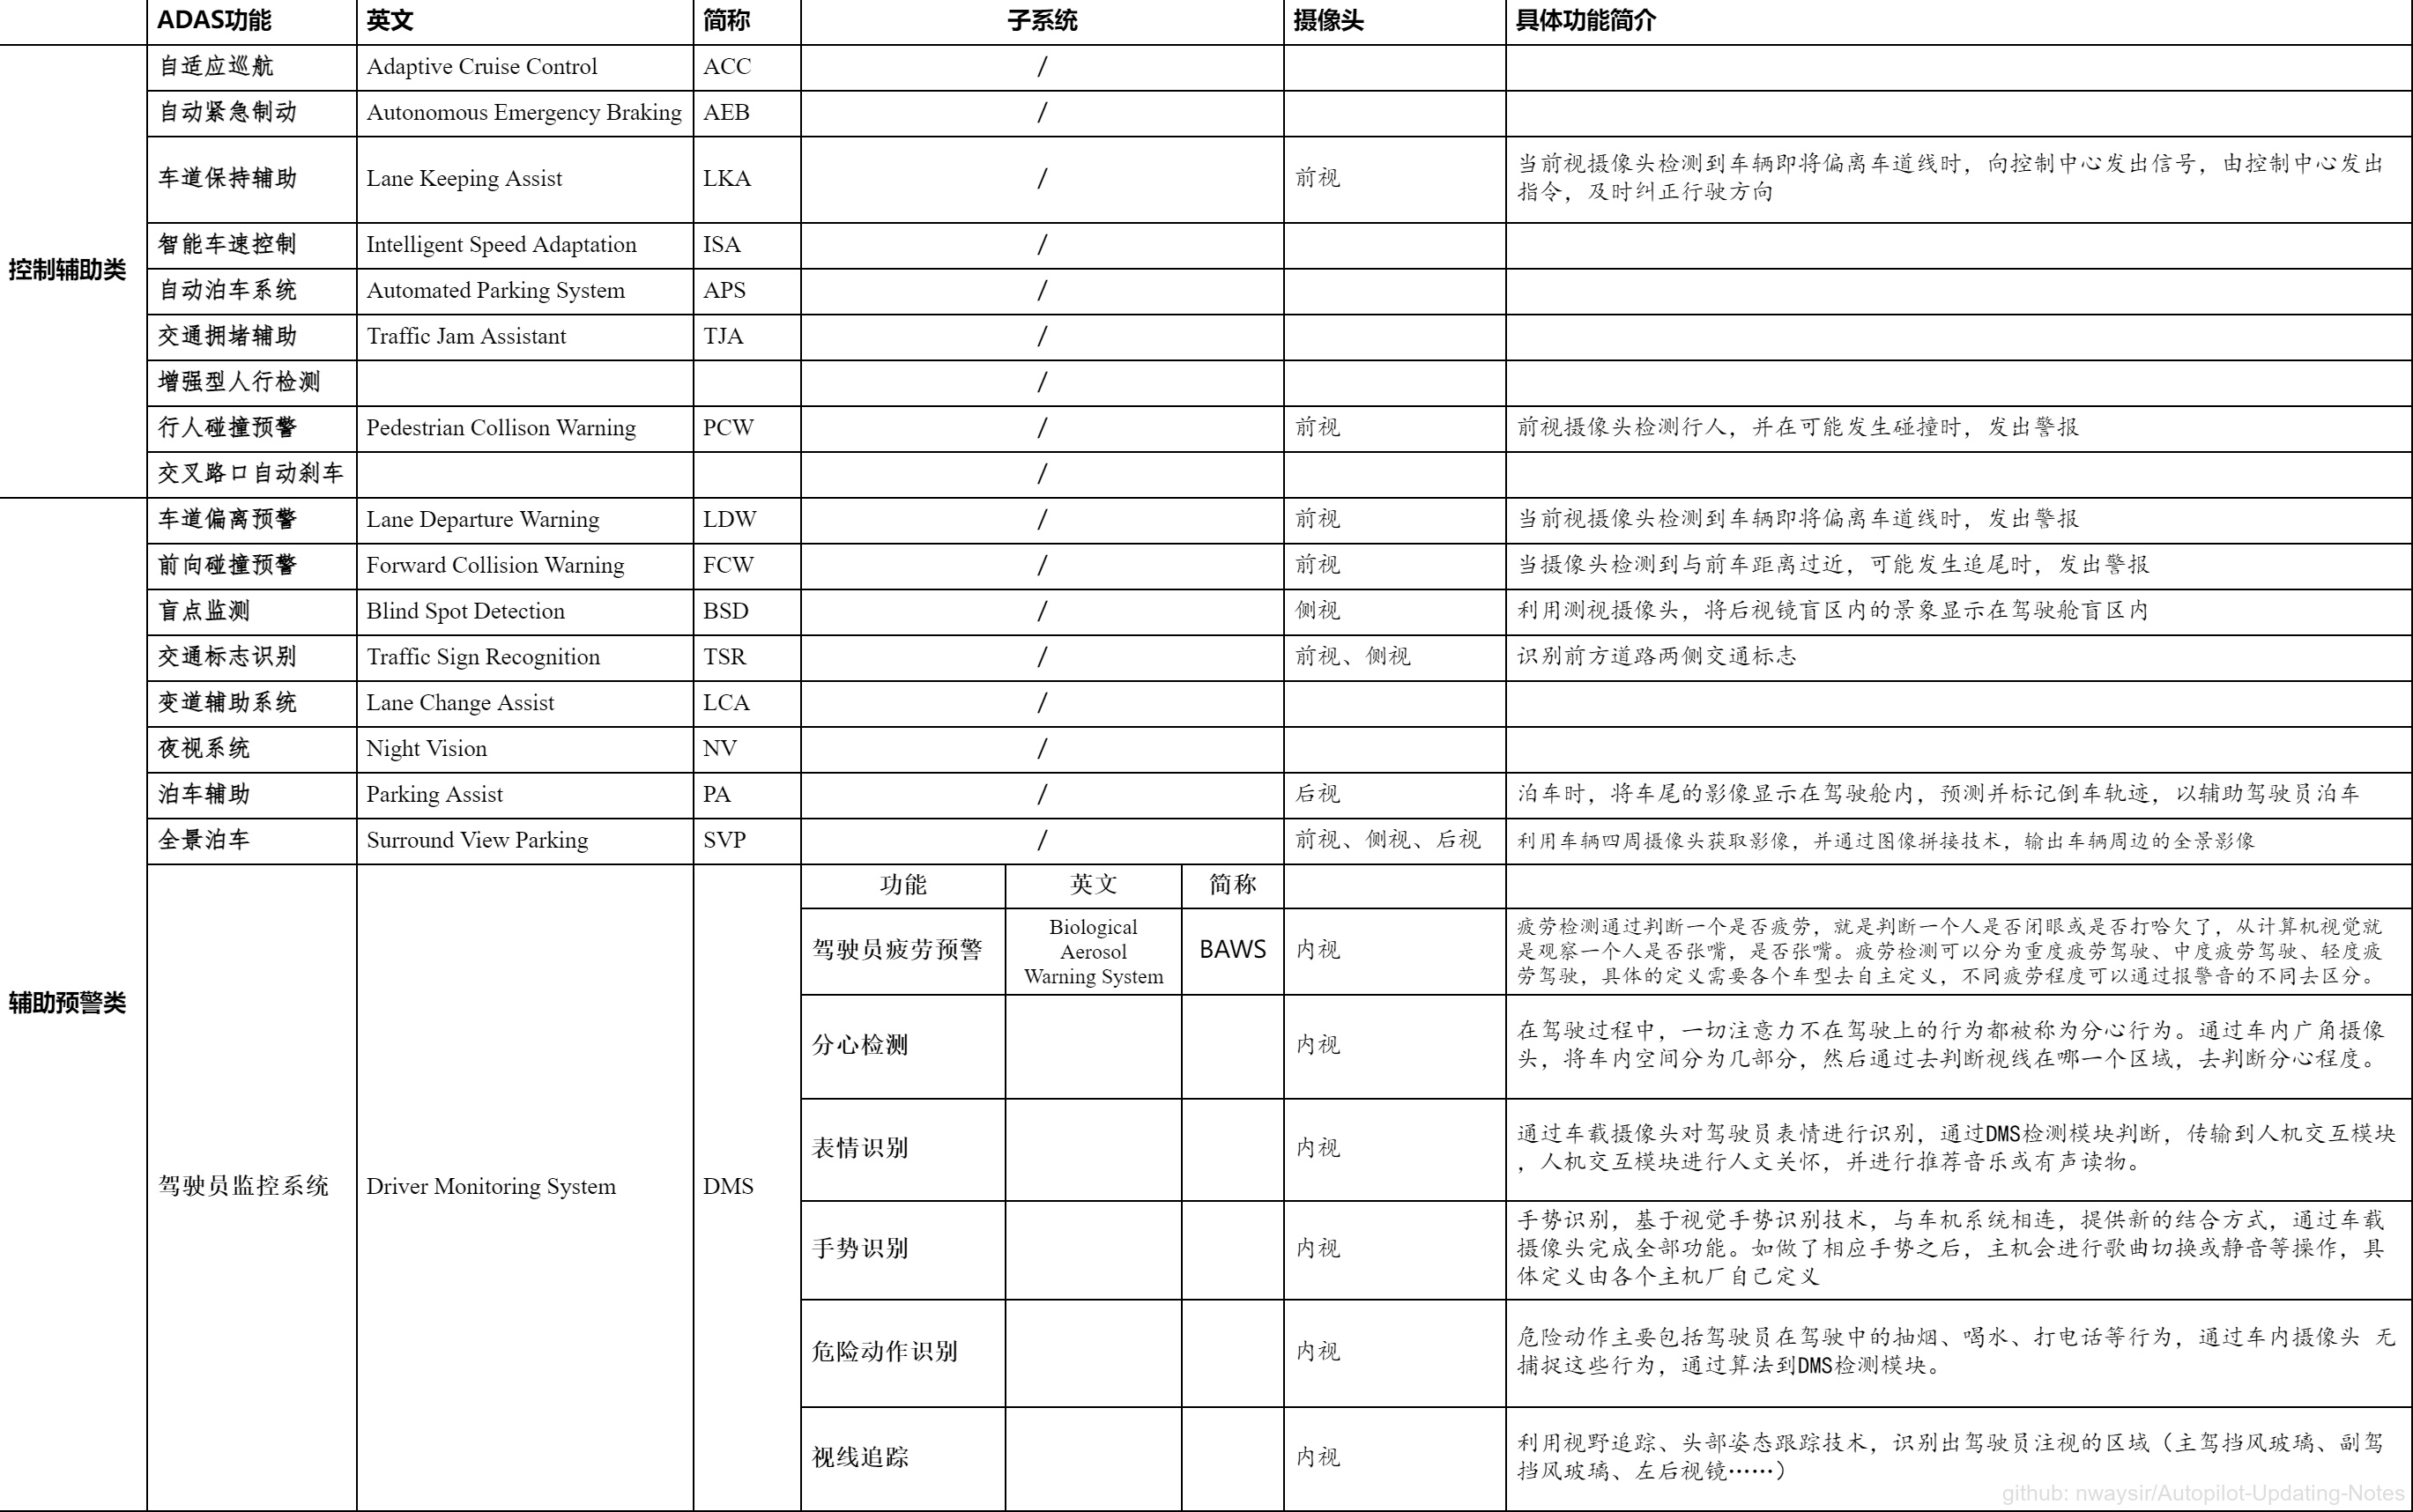 ADAS功能 英文 简称 子系统 摄像头 具体功能简介
控制辅助类
自适应巡航 Adaptive Cruise Control ACC /
自动紧急制动 Autonomous Emergency Braking AEB /
车道保持辅助 Lane Keeping Assist LKA / 前视 当前视摄像头检测到车辆即将偏离车道线时，向控制中心发出信号，由控制中心发出
指令，及时纠正行驶方向
智能车速控制 Intelligent Speed Adaptation ISA /
自动泊车系统 Automated Parking System APS /
交通拥堵辅助 Traffic Jam Assistant TJA /
增强型人行检测 /
行人碰撞预警 Pedestrian Collison Warning PCW / 前视 前视摄像头检测行人，并在可能发生碰撞时，发出警报
交叉路口自动刹车 /
辅助预警类
车道偏离预警 Lane Departure Warning LDW / 前视 当前视摄像头检测到车辆即将偏离车道线时，发出警报
前向碰撞预警 Forward Collision Warning FCW / 前视 当摄像头检测到与前车距离过近，可能发生追尾时，发出警报
盲点监测 Blind Spot Detection BSD / 侧视 利用测视摄像头，将后视镜盲区内的景象显示在驾驶舱盲区内
交通标志识别 Traffic Sign Recognition TSR / 前视、侧视 识别前方道路两侧交通标志
变道辅助系统 Lane Change Assist LCA /
夜视系统 Night Vision NV /
泊车辅助 Parking Assist PA / 后视 泊车时，将车尾的影像显示在驾驶舱内，预测并标记倒车轨迹，以辅助驾驶员泊车
全景泊车 Surround View Parking SVP / 前视、侧视、后视 利用车辆四周摄像头获取影像，并通过图像拼接技术，输出车辆周边的全景影像
驾驶员监控系统 Driver Monitoring System DMS
功能 英文 简称
驾驶员疲劳预警
Biological
Aerosol
Warning System
BAWS 内视
疲劳检测通过判断一个是否疲劳，就是判断一个人是否闭眼或是否打哈欠了，从计算机视觉就
是观察一个人是否张嘴，是否张嘴。疲劳检测可以分为重度疲劳驾驶、中度疲劳驾驶、轻度疲
劳驾驶，具体的定义需要各个车型去自主定义，不同疲劳程度可以通过报警音的不同去区分。
分心检测 内视
在驾驶过程中，一切注意力不在驾驶上的行为都被称为分心行为。通过车内广角摄像
头，将车内空间分为几部分，然后通过去判断视线在哪一个区域，去判断分心程度。
表情识别 内视
通过车载摄像头对驾驶员表情进行识别，通过DMS检测模块判断，传输到人机交互模块
，人机交互模块进行人文关怀，并进行推荐音乐或有声读物。
手势识别 内视
手势识别，基于视觉手势识别技术，与车机系统相连，提供新的结合方式，通过车载
摄像头完成全部功能。如做了相应手势之后，主机会进行歌曲切换或静音等操作，具
体定义由各个主机厂自己定义
危险动作识别 内视
危险动作主要包括驾驶员在驾驶中的抽烟、喝水、打电话等行为，通过车内摄像头 无
捕捉这些行为，通过算法到DMS检测模块。
视线追踪 内视
利用视野追踪、头部姿态跟踪技术，识别出驾驶员注视的区域（主驾挡风玻璃、副驾
挡风玻璃、左后视镜……）
github: nwaysir/Autopilot-Updating-Notes